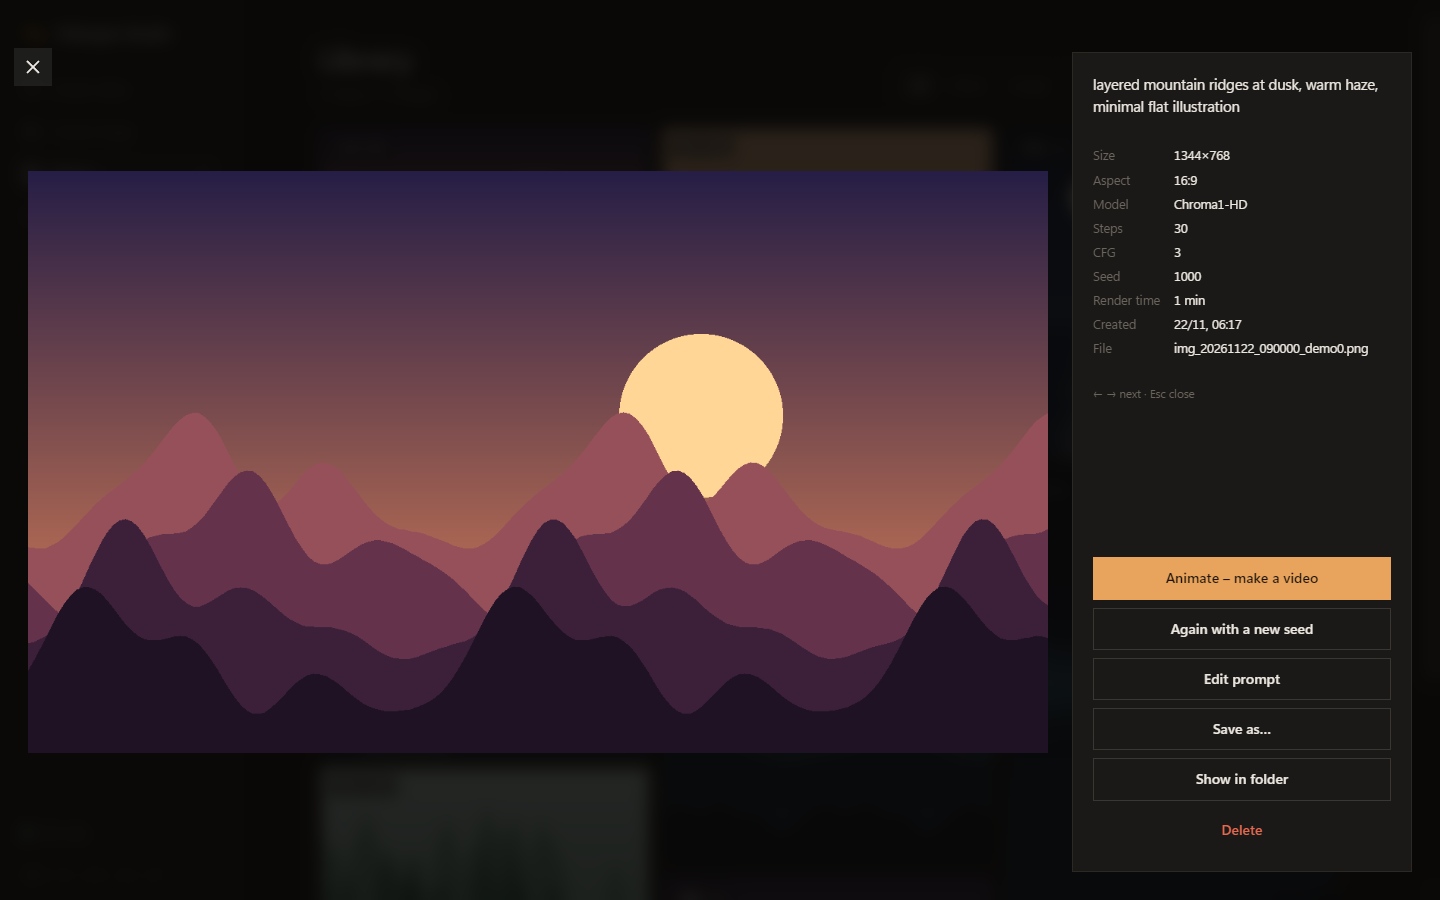 layered mountain ridges at dusk, warm haze,
minimal flat illustration
Size 1344×768
Aspect 16:9
Model Chroma1-HD
Steps 30
CFG 3
Seed 1000
Render time 1 min
Created 22/11, 06:17
File img_20261122_090000_demo0.png
← → next · Esc close
Animate – make a video
Again with a new seed
Edit prompt
Save as...
Show in folder
Delete